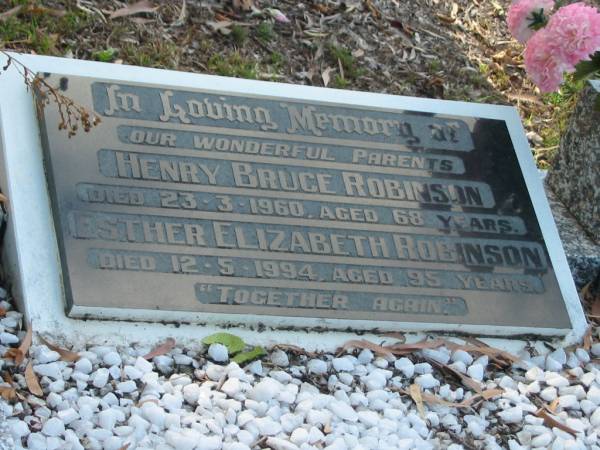 In Loving Memory of
OUR WONDERFUL PARENTS
HENRY BRUCE ROBINSON
DIED 23-3-1960, AGED 68 YEARS.
ESTHER ELIZABETH ROBINSON
DIED 12-5-1994, AGED 95 YEARS.
"TOGETHER AGAIN."